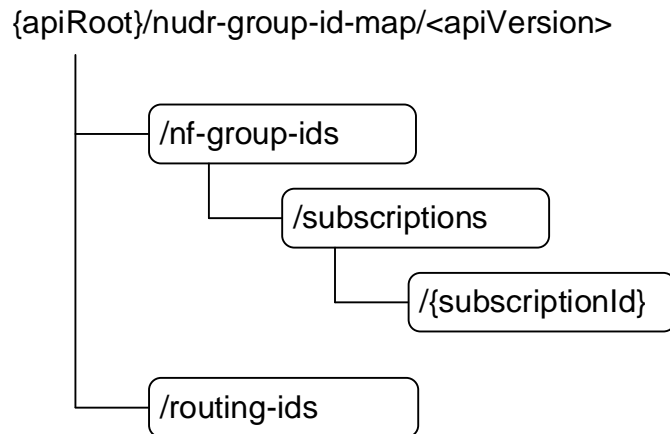 {apiRoot}/nudr-group-id-map/<apiVersion>
/nf-group-ids
/subscriptions
/{subscriptionId}
/routing-ids